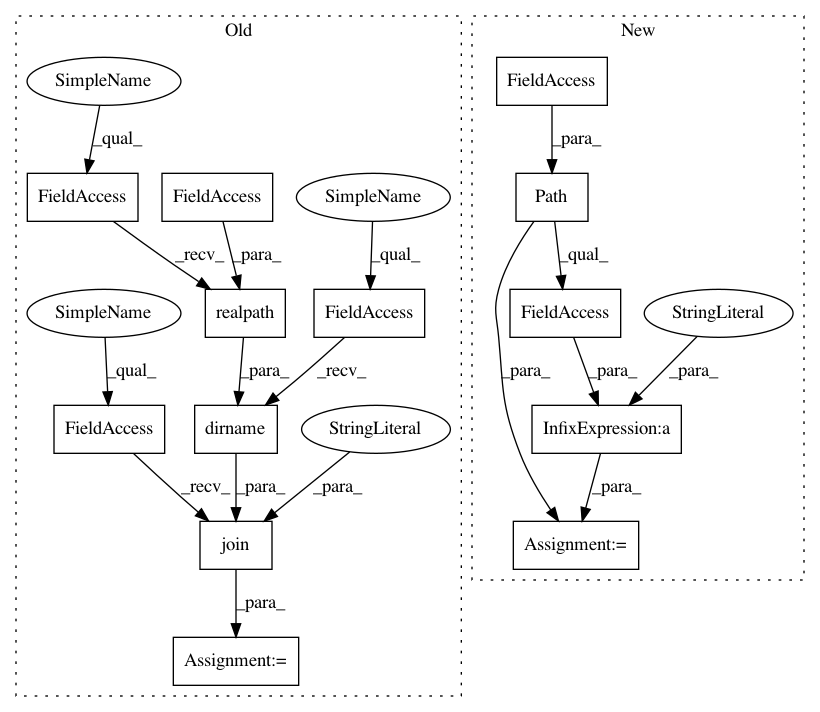 Old
New
SimpleName
FieldAccess
_qual_
_para_
FieldAccess
FieldAccess
SimpleName
Path
_recv_
_para_
_qual_
_qual_
SimpleName
realpath
FieldAccess
FieldAccess
StringLiteral
_qual_
_para_
_recv_
_para_
_para_
_para_
FieldAccess
dirname
StringLiteral
InfixExpression:a
_recv_
_para_
_para_
_para_
join
Assignment:=
_para_
Assignment:=